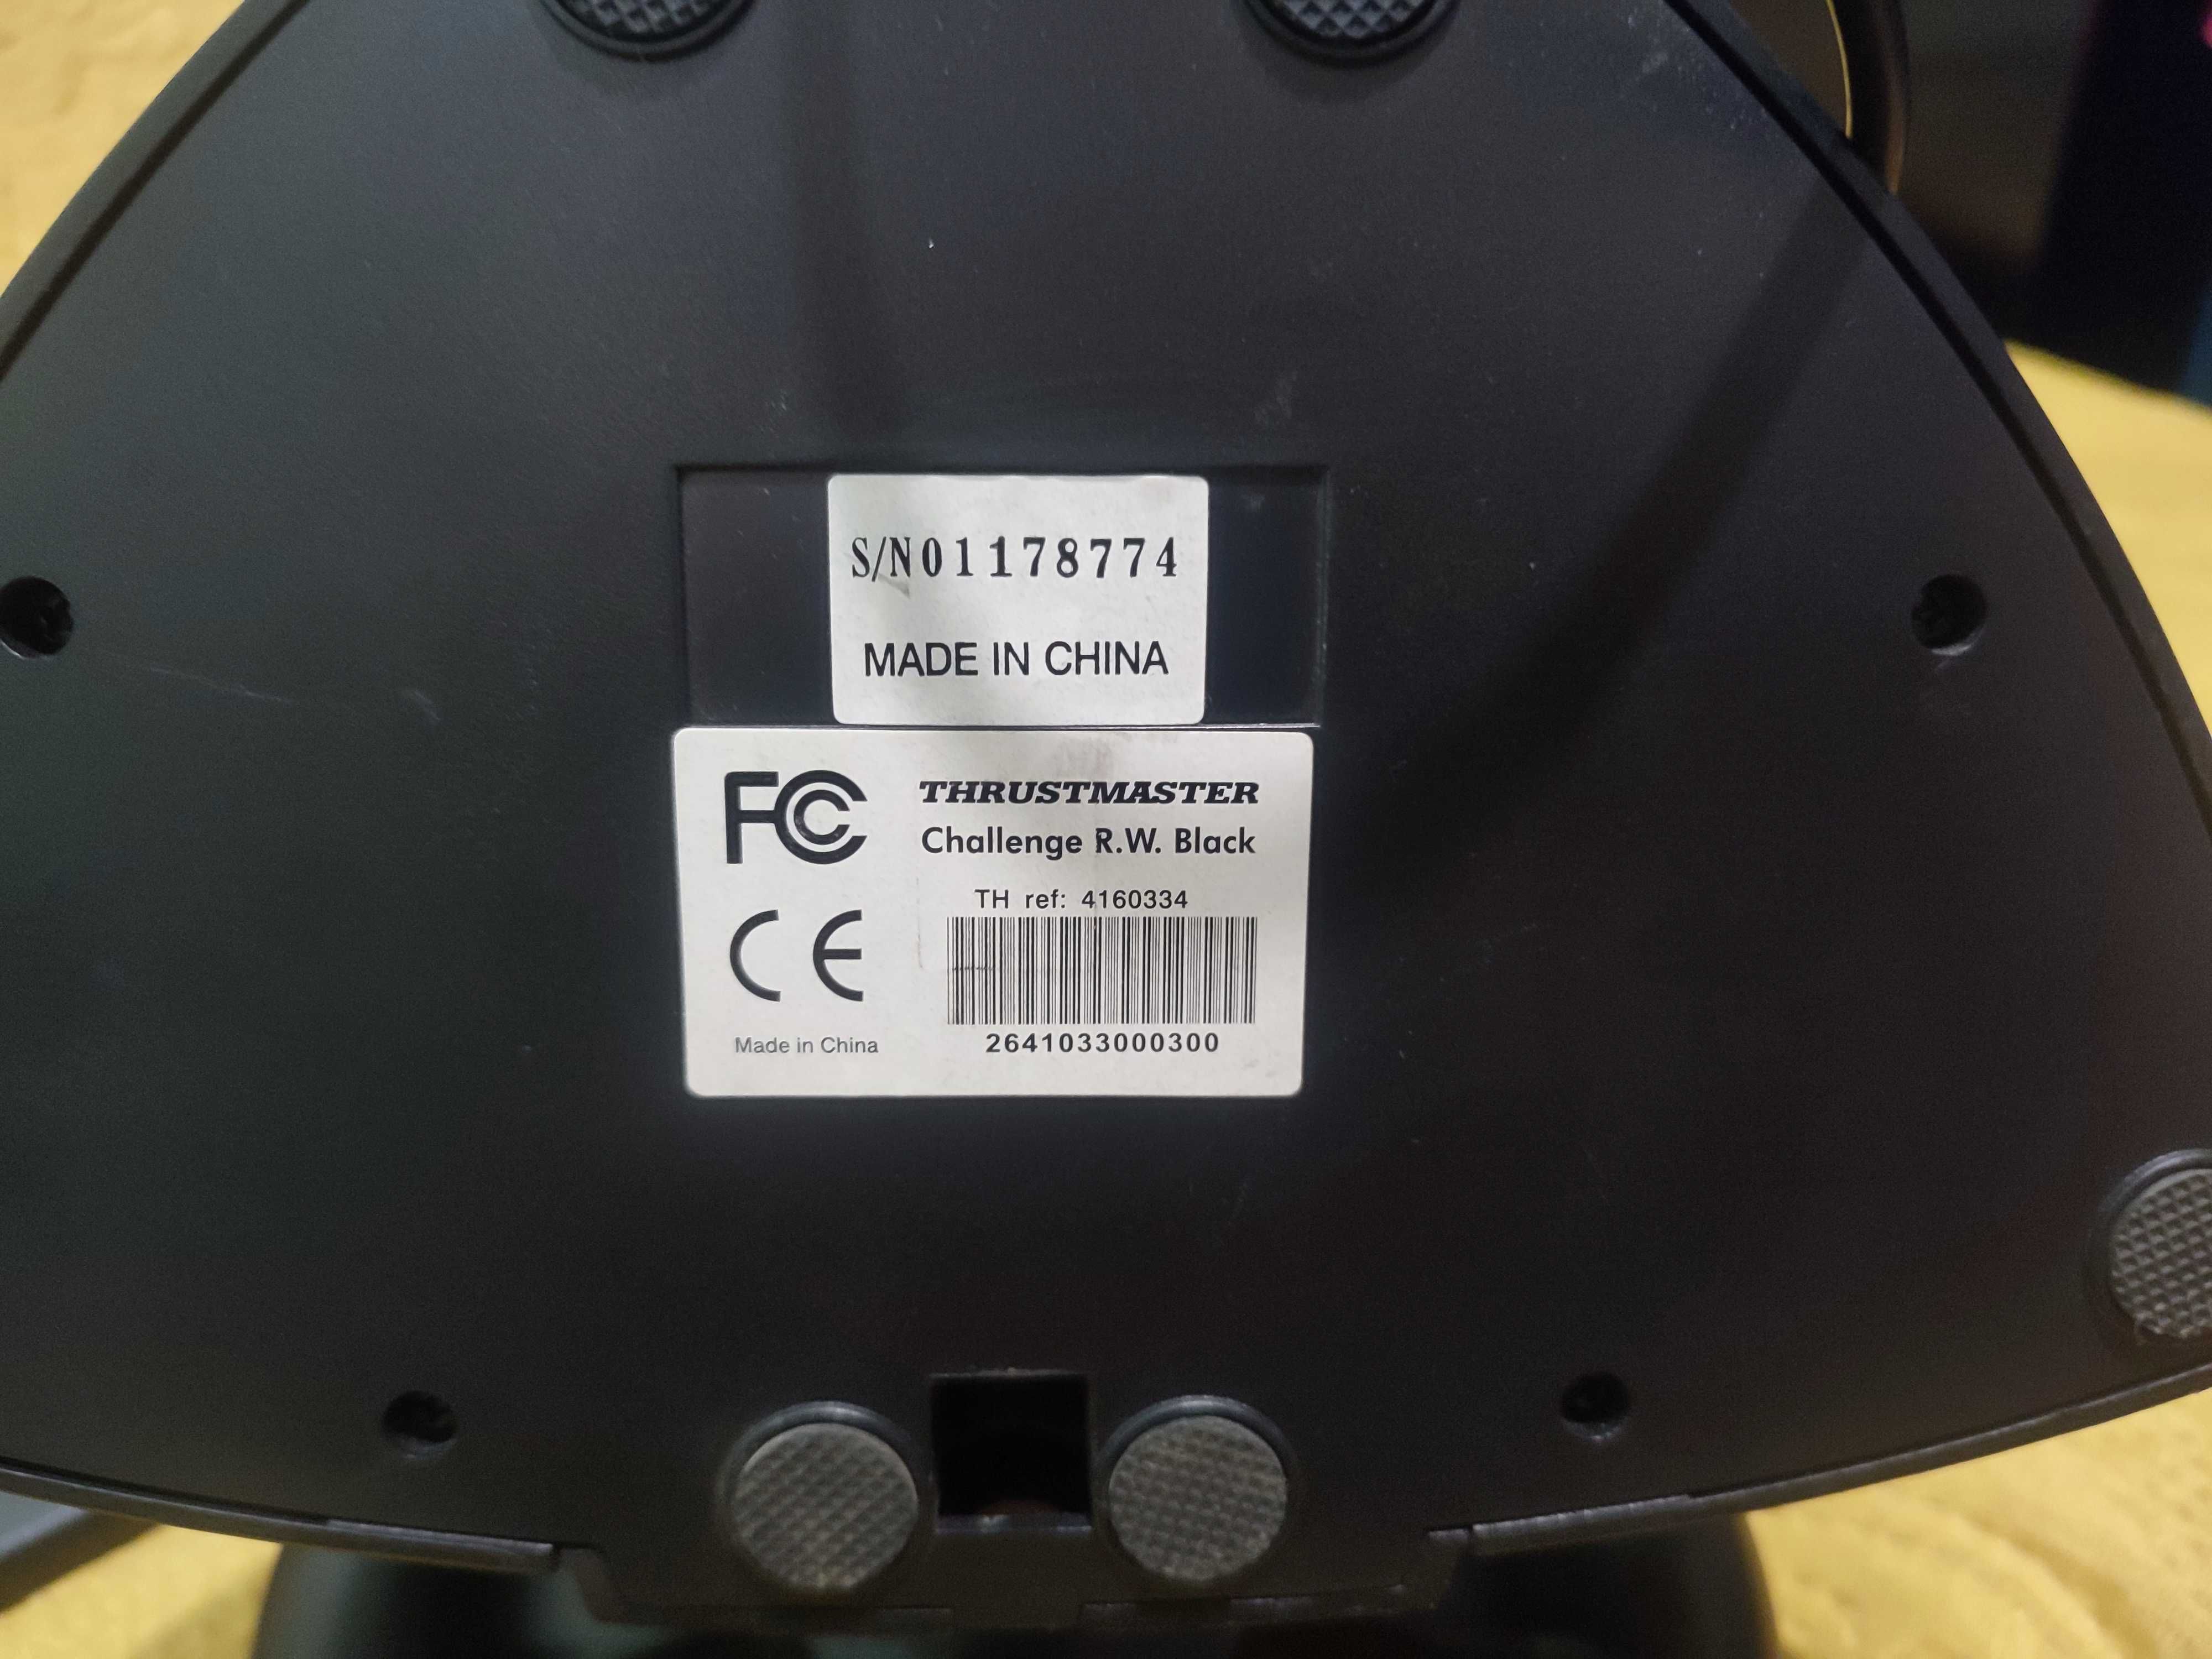 S/N01178774
MADE IN CHINA
FC
THRUSTMASTER
Challenge R.W. Black
TH ref: 4160334
CE
Made in China
2641033000300